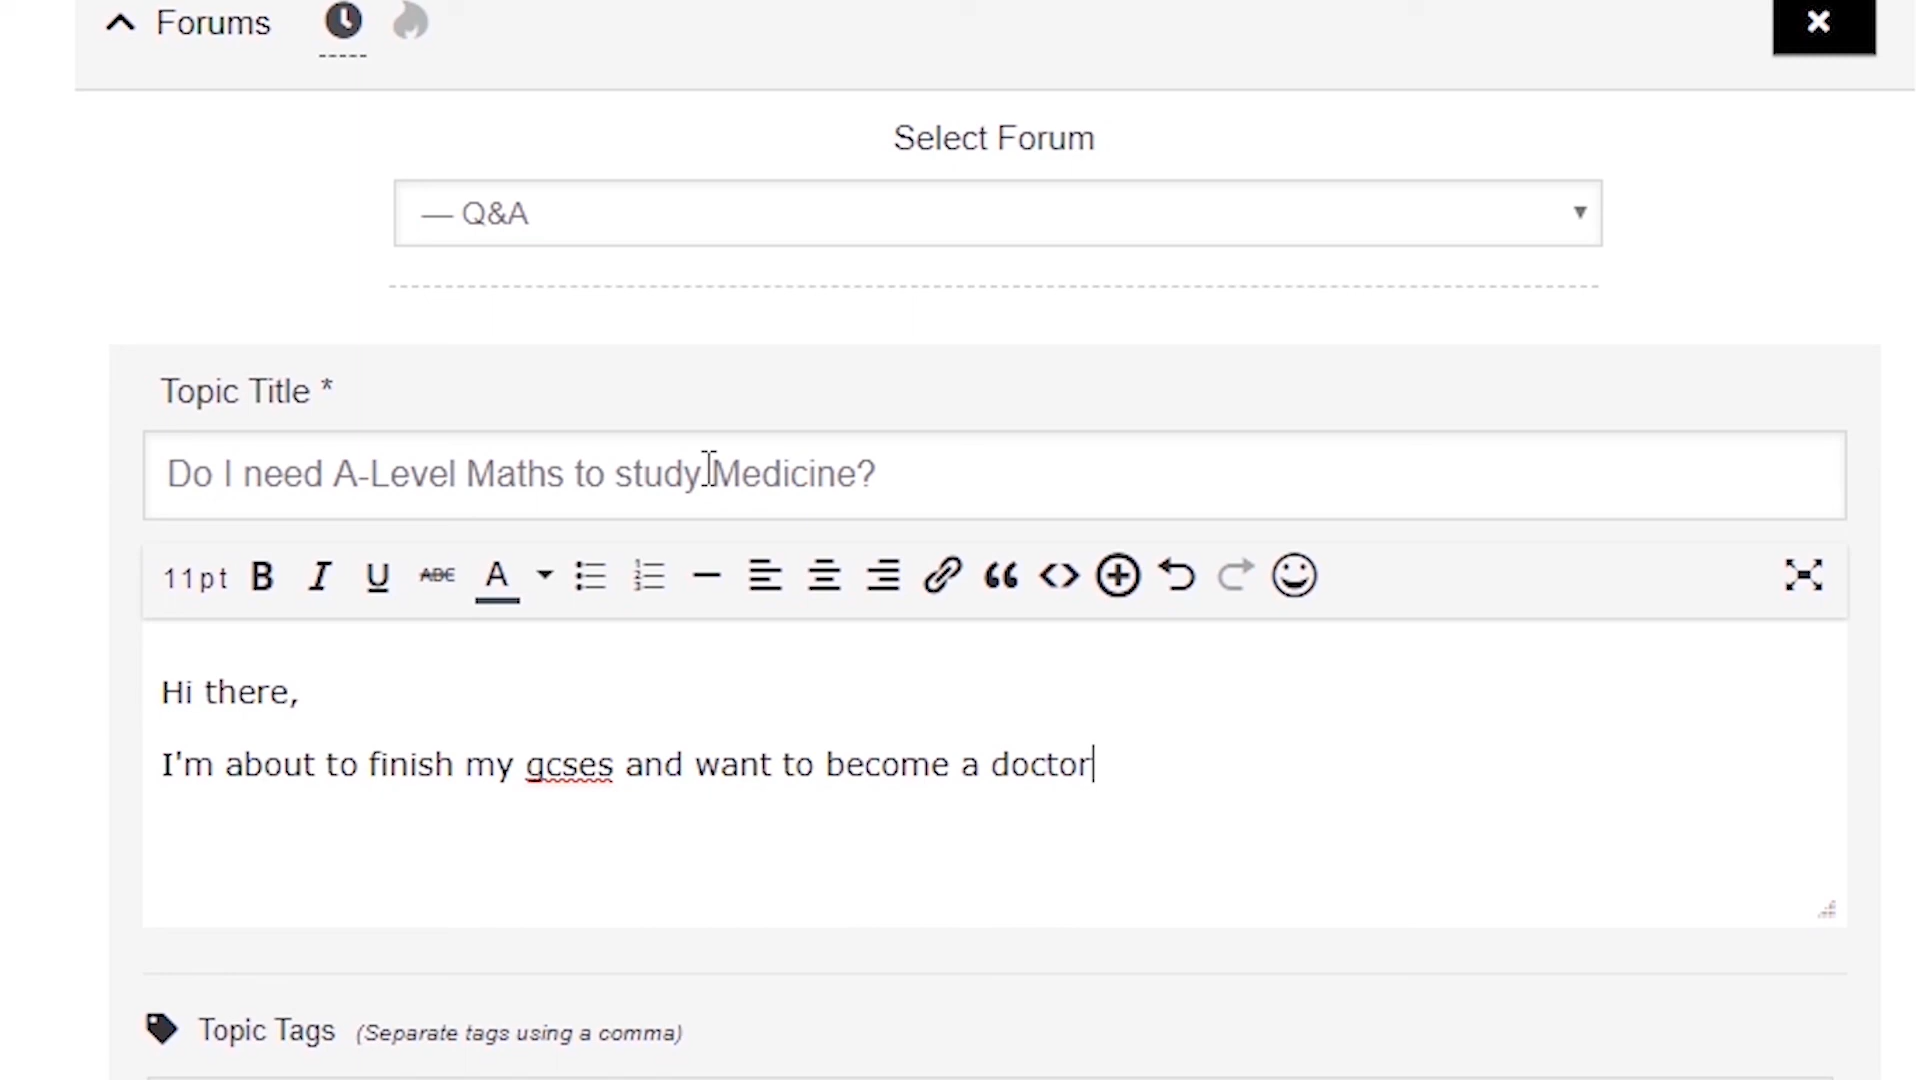 Forums
Select Forum
— Q&A
Topic Title *
Do I need A-Level Maths to study Medicine?
11pt B I U ABC A
Hi there,
I'm about to finish my gcses and want to become a doctor
Topic Tags (Separate tags using a comma)